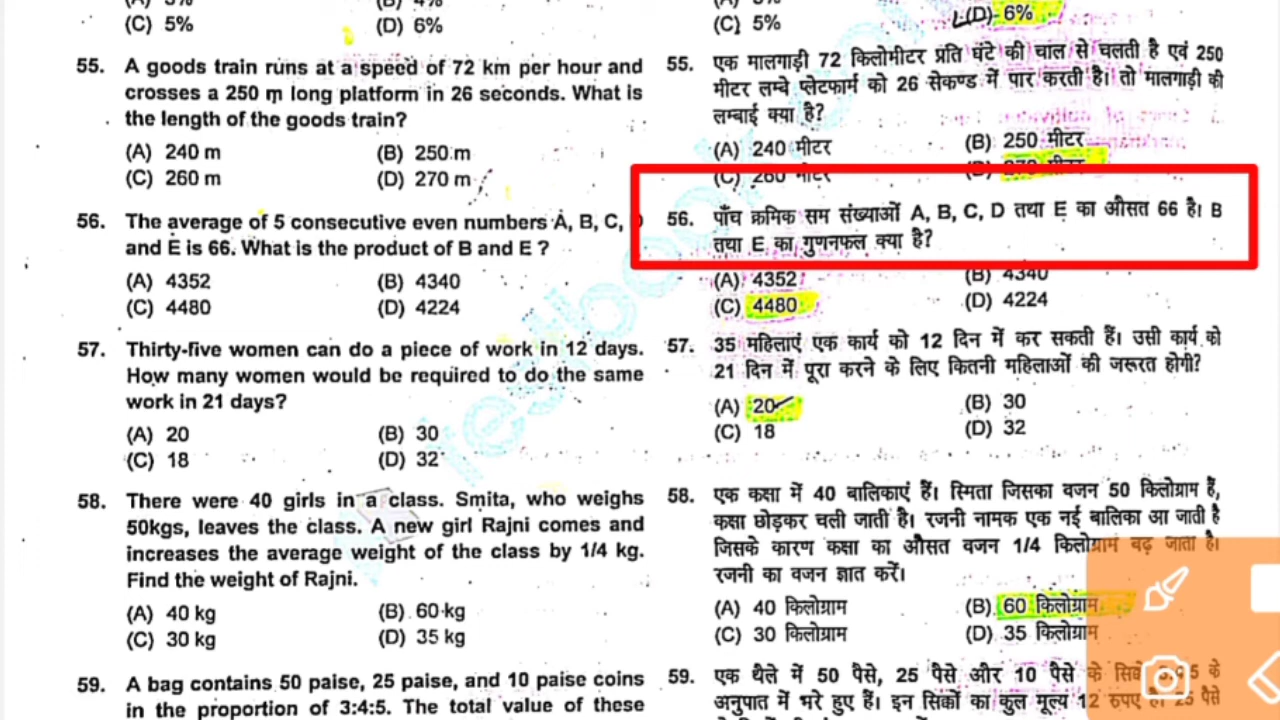 (C) 5%
(D) 6%
55. A goods train runs at a speed of 72 km per hour and
crosses a 250 m long platform in 26 seconds. What is
the length of the goods train?
(A) 240 m
(B) 250 m
(C) 260 m
(D) 270 m
56. The average of 5 consecutive even numbers A, B, C,
and E is 66. What is the product of B and E ?
(A) 4352
(B) 4340
(C) 4480
(D) 4224
57. Thirty-five women can do a piece of work in 12 days.
How many women would be required to do the same
work in 21 days?
(A) 20
(B) 30
(C) 18
(D) 32
58. There were 40 girls in a class. Smita, who weighs
50kgs, leaves the class. A new girl Rajni comes and
increases the average weight of the class by 1/4 kg.
Find the weight of Rajni.
(A) 40 kg
(B) 60 kg
(C) 30 kg
(D) 35 kg
59. A bag contains 50 paise, 25 paise, and 10 paise coins
in the proportion of 3:4:5. The total value of these
(C) 5%
(D) 6%
55. एक मालगाड़ी 72 किलोमीटर प्रति घंटे की चाल से चलती है एवं 250
मीटर लम्बे प्लेटफार्म को 26 सेकण्ड में पार करती है। तो मालगाड़ी की
लम्बाई क्या है?
(A) 240 मीटर
(B) 250 मीटर
(C) 260 मीटर
(D) 270 मीटर
56. पाँच क्रमिक सम संख्याओं A, B, C, D तथा E का औसत 66 है। B
तथा E का गुणनफल क्या है?
(A) 4352
(B) 4340
(C) 4480
(D) 4224
57. 35 महिलाएं एक कार्य को 12 दिन में कर सकती हैं। उसी कार्य को
21 दिन में पूरा करने के लिए कितनी महिलाओं की जरूरत होगी?
(A) 20
(B) 30
(C) 18
(D) 32
58. एक कक्षा में 40 बालिकाएं हैं। स्मिता जिसका वजन 50 किलोग्राम है,
कक्षा छोड़कर चली जाती है। रजनी नामक एक नई बालिका आ जाती है
जिसके कारण कक्षा का औसत वजन 1/4 किलोग्राम बढ़ जाता है।
रजनी का वजन ज्ञात करें।
(A) 40 किलोग्राम
(B) 60 किलोग्राम
(C) 30 किलोग्राम
(D) 35 किलोग्राम
59. एक थैले में 50 पैसे, 25 पैसे और 10 पैसे के सिक्के 5 के
अनुपात में भरे हुए हैं। इन सिक्कों का कुल मूल्य 12 रुपए 25 पैसे
testbook